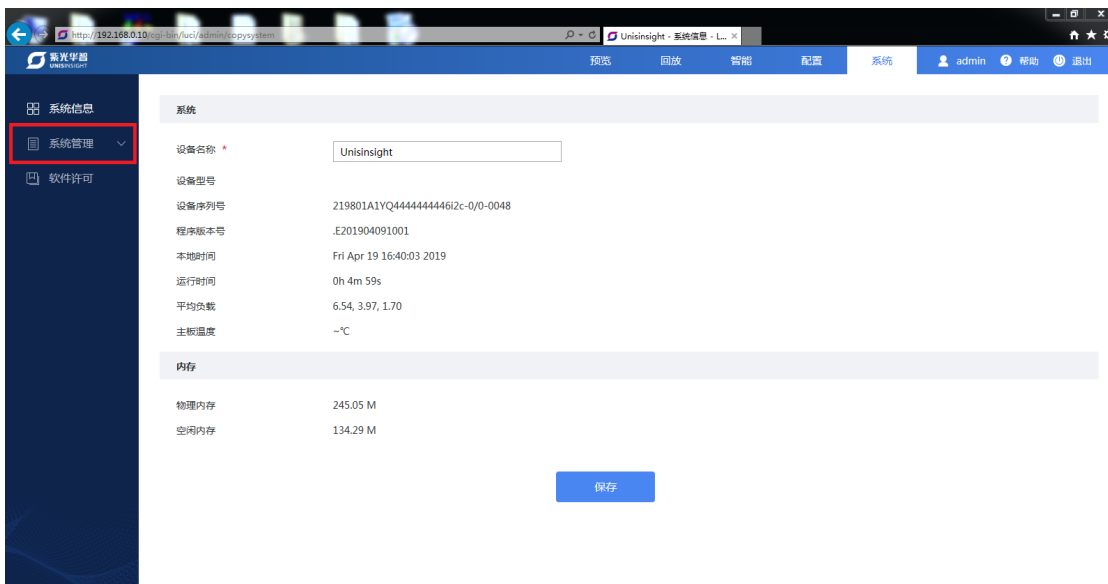 http://192.168.0.10/cgi-bin/luci/admin/copysystem
Unisinsight - 系统信息 - L...
紫光华智
UNISINSIGHT
预览 回放 智能 配置 系统 admin 帮助 退出
系统信息
系统管理
软件许可
系统
设备名称 * Unisinsight
设备型号
设备序列号 219801A1YQ4444444446i2c-0/0-0048
程序版本号 .E201904091001
本地时间 Fri Apr 19 16:40:03 2019
运行时间 0h 4m 59s
平均负载 6.54, 3.97, 1.70
主板温度 ~℃
内存
物理内存 245.05 M
空闲内存 134.29 M
保存